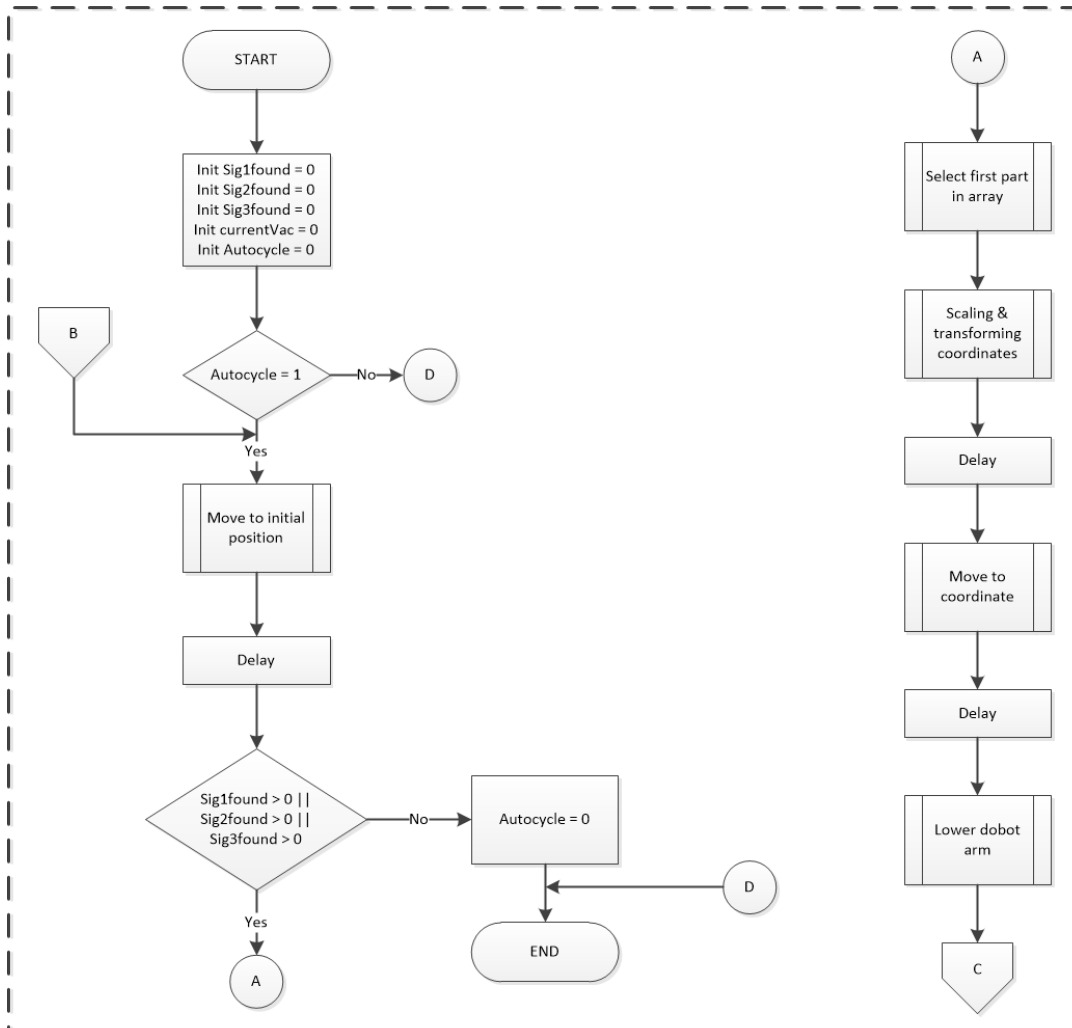 START
Init Sig1found = 0
Init Sig2found = 0
Init Sig3found = 0
Init currentVac = 0
Init Autocycle = 0
B
Autocycle = 1
No
D
Yes
Move to initial
position
Delay
Sig1found > 0 ||
Sig2found > 0 ||
Sig3found > 0
No
Autocycle = 0
D
Yes
END
A
A
Select first part
in array
Scaling &
transforming
coordinates
Delay
Move to
coordinate
Delay
Lower dobot
arm
C